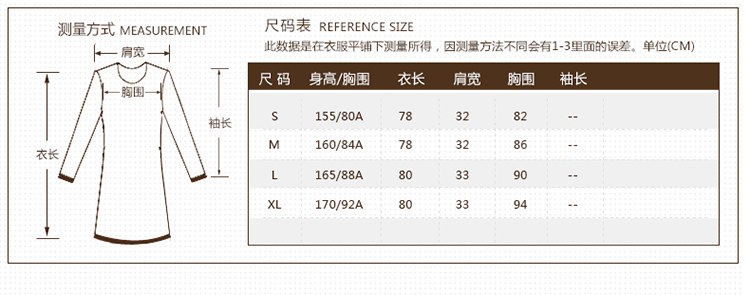 测量方式 MEASUREMENT
肩宽
胸围
袖长
衣长
尺码表 REFERENCE SIZE
此数据是在衣服平铺下测量所得，因测量方法不同会有1-3里面的误差。单位(CM)
尺 码 身高/胸围 衣长 肩宽 胸围 袖长
S 155/80A 78 32 82 --
M 160/84A 78 32 86 --
L 165/88A 80 33 90 --
XL 170/92A 80 33 94 --